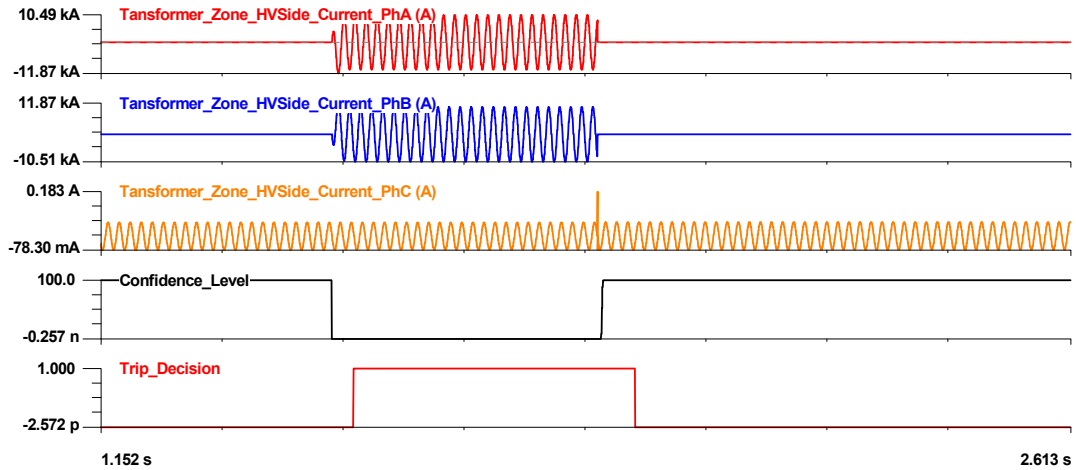 10.49 kA
Tansformer_Zone_HVSide_Current_PhA (A)
-11.87 kA
11.87 kA
Tansformer_Zone_HVSide_Current_PhB (A)
-10.51 kA
0.183 A
Tansformer_Zone_HVSide_Current_PhC (A)
-78.30 mA
100.0
Confidence_Level
-0.257 n
1.000
Trip_Decision
-2.572 p
1.152 s
2.613 s